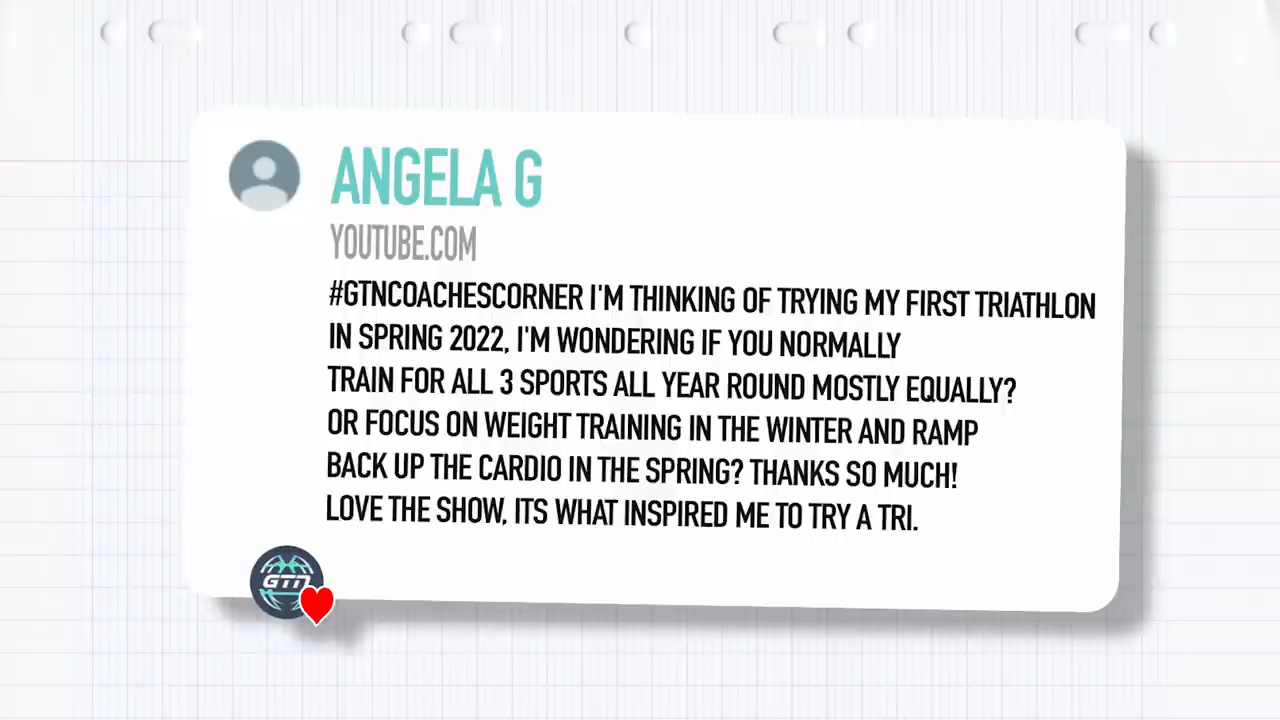 ANGELA G
YOUTUBE.COM
#GTNCOACHESCORNER I'M THINKING OF TRYING MY FIRST TRIATHLON
IN SPRING 2022, I'M WONDERING IF YOU NORMALLY
TRAIN FOR ALL 3 SPORTS ALL YEAR ROUND MOSTLY EQUALLY?
OR FOCUS ON WEIGHT TRAINING IN THE WINTER AND RAMP
BACK UP THE CARDIO IN THE SPRING? THANKS SO MUCH!
LOVE THE SHOW, ITS WHAT INSPIRED ME TO TRY A TRI.
GTN